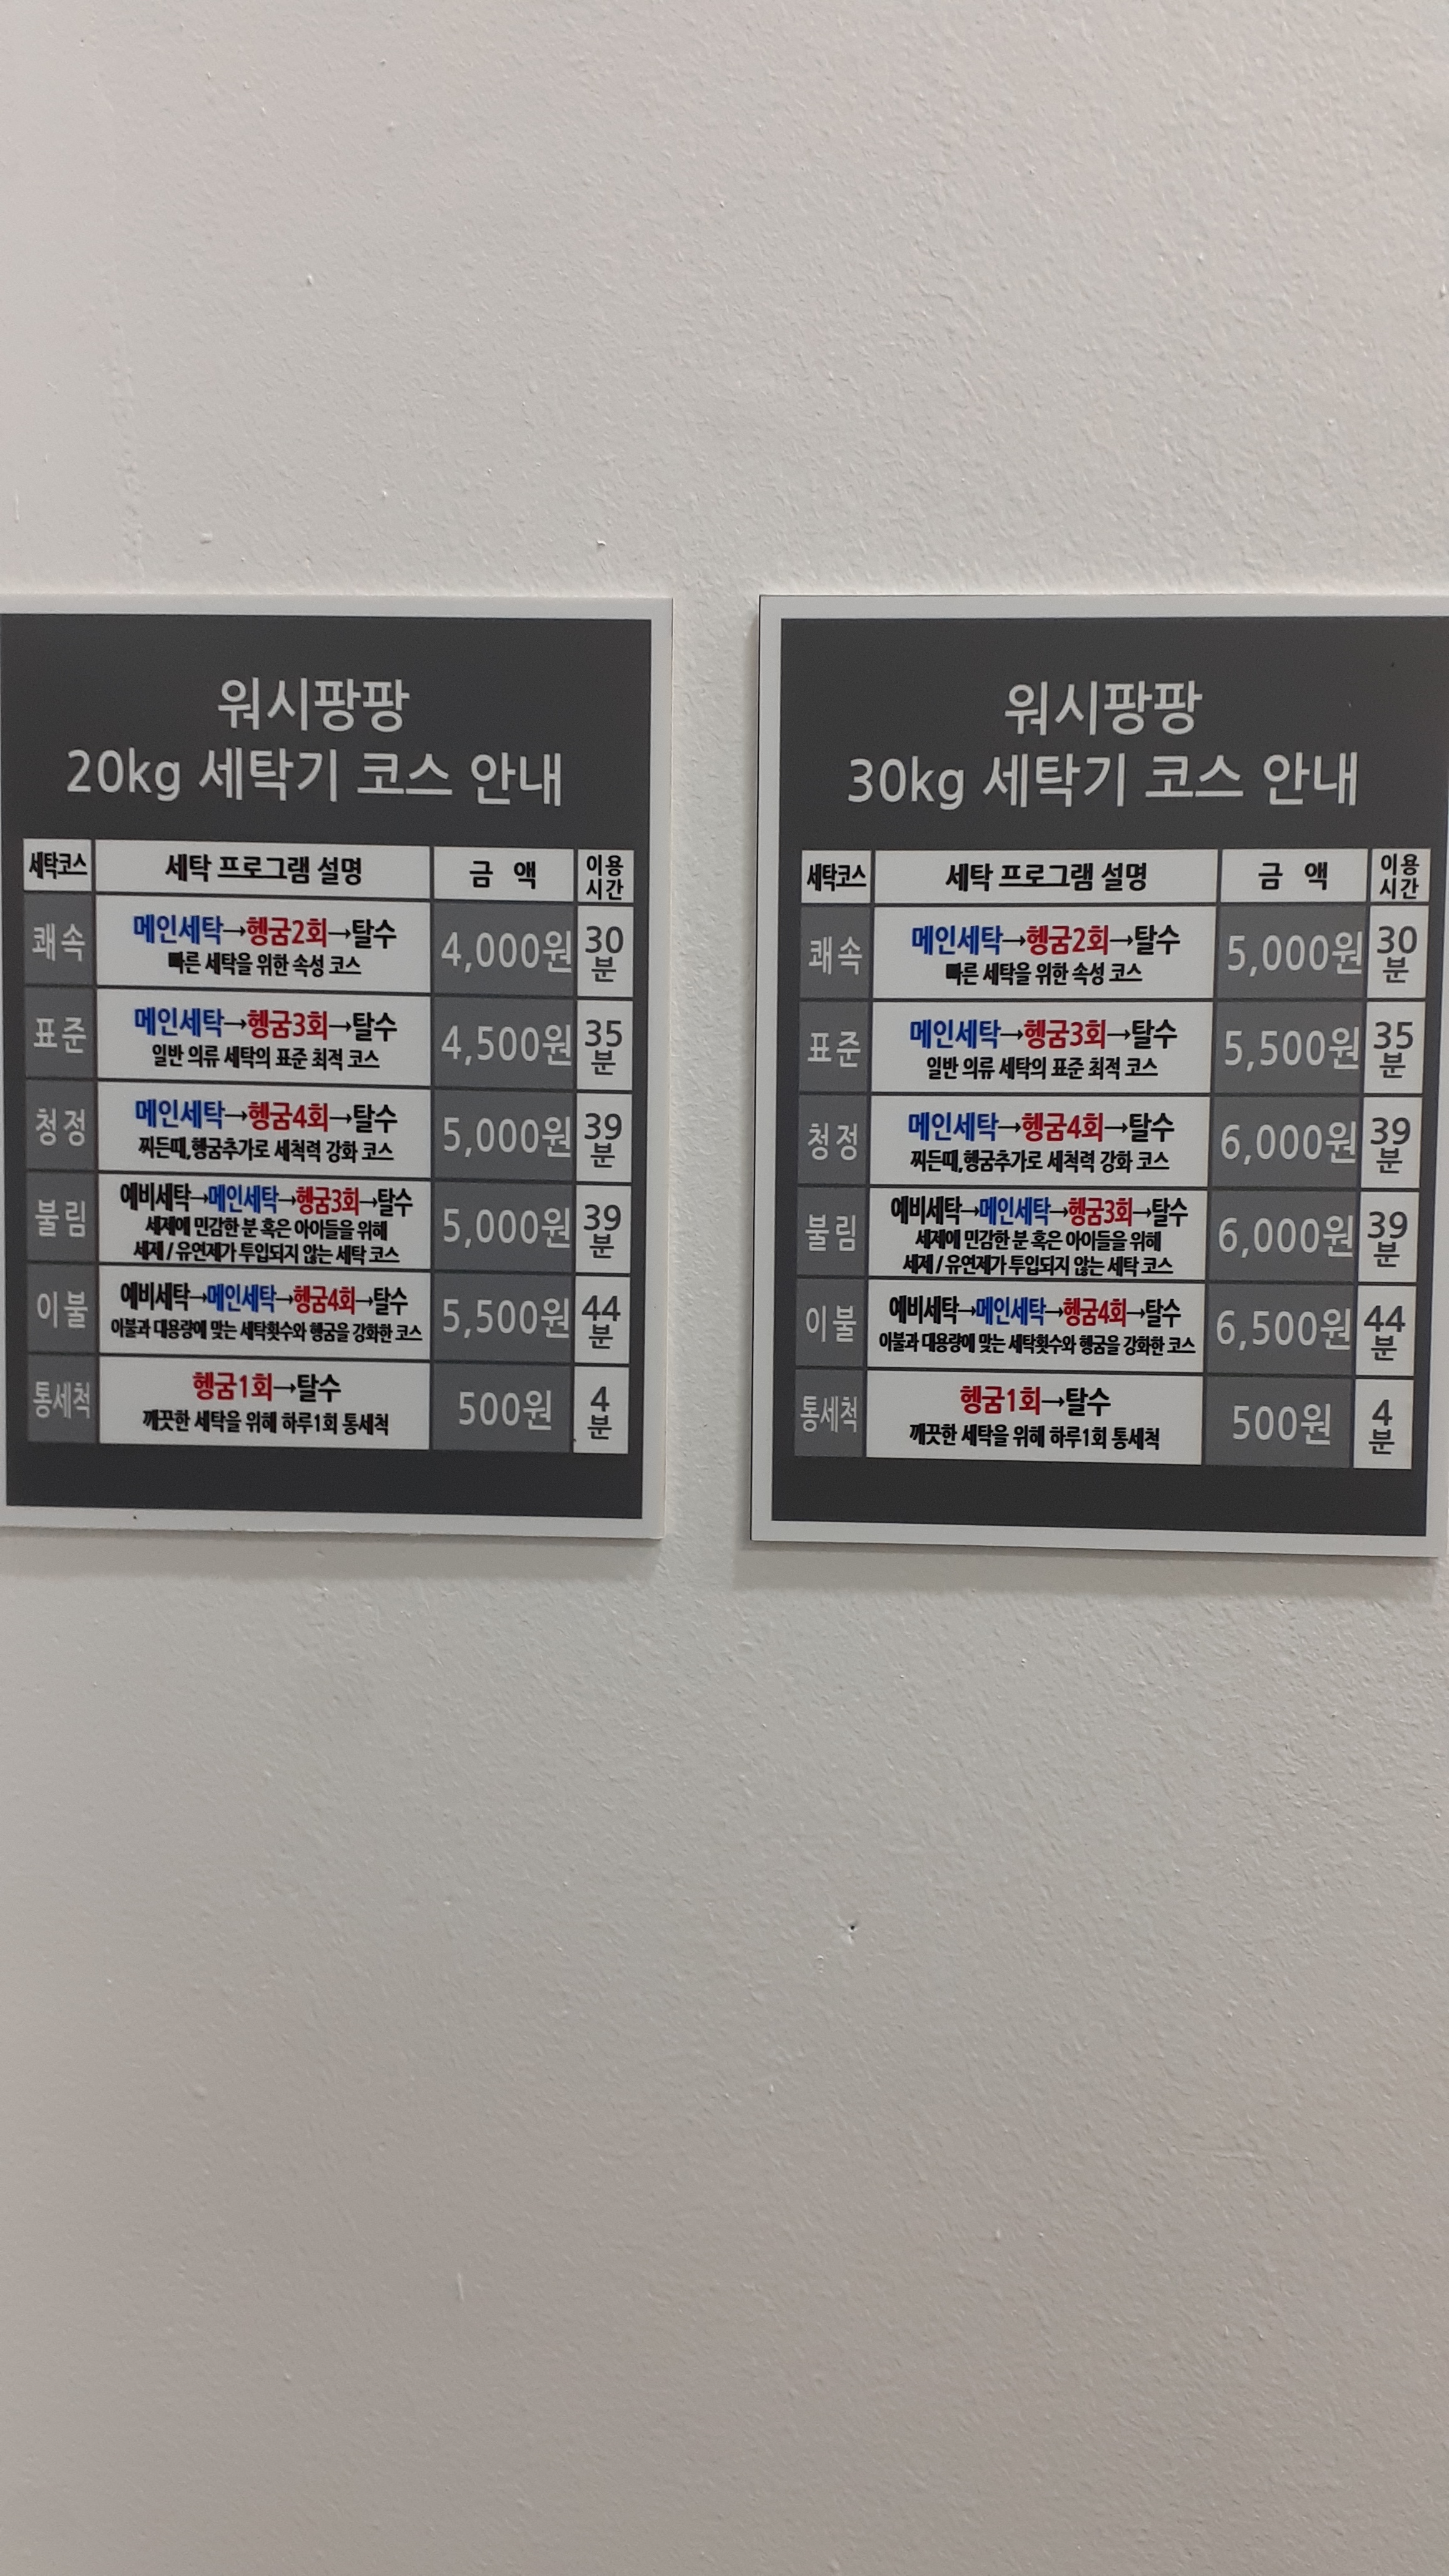 워시팡팡
20kg 세탁기 코스 안내
세탁코스 세탁 프로그램 설명 금 액 이용 시간
쾌속 메인세탁→헹굼2회→탈수 4,000원 30분
빠른 세탁을 위한 속성 코스
표준 메인세탁→헹굼3회→탈수 4,500원 35분
일반 의류 세탁의 표준 최적 코스
청정 메인세탁→헹굼4회→탈수 5,000원 39분
찌든때,헹굼추가로 세척력 강화 코스
불림 예비세탁→메인세탁→헹굼3회→탈수 5,000원 39분
세제에 민감한 분 혹은 아이들을 위해
세제/유연제가 투입되지 않는 세탁 코스
이불 예비세탁→메인세탁→헹굼4회→탈수 5,500원 44분
이불과 대용량에 맞는 세탁횟수와 헹굼을 강화한 코스
통세척 헹굼1회→탈수 500원 4분
깨끗한 세탁을 위해 하루1회 통세척
워시팡팡
30kg 세탁기 코스 안내
세탁코스 세탁 프로그램 설명 금 액 이용 시간
쾌속 메인세탁→헹굼2회→탈수 5,000원 30분
빠른 세탁을 위한 속성 코스
표준 메인세탁→헹굼3회→탈수 5,500원 35분
일반 의류 세탁의 표준 최적 코스
청정 메인세탁→헹굼4회→탈수 6,000원 39분
찌든때,헹굼추가로 세척력 강화 코스
불림 예비세탁→메인세탁→헹굼3회→탈수 6,000원 39분
세제에 민감한 분 혹은 아이들을 위해
세제/유연제가 투입되지 않는 세탁 코스
이불 예비세탁→메인세탁→헹굼4회→탈수 6,500원 44분
이불과 대용량에 맞는 세탁횟수와 헹굼을 강화한 코스
통세척 헹굼1회→탈수 500원 4분
깨끗한 세탁을 위해 하루1회 통세척